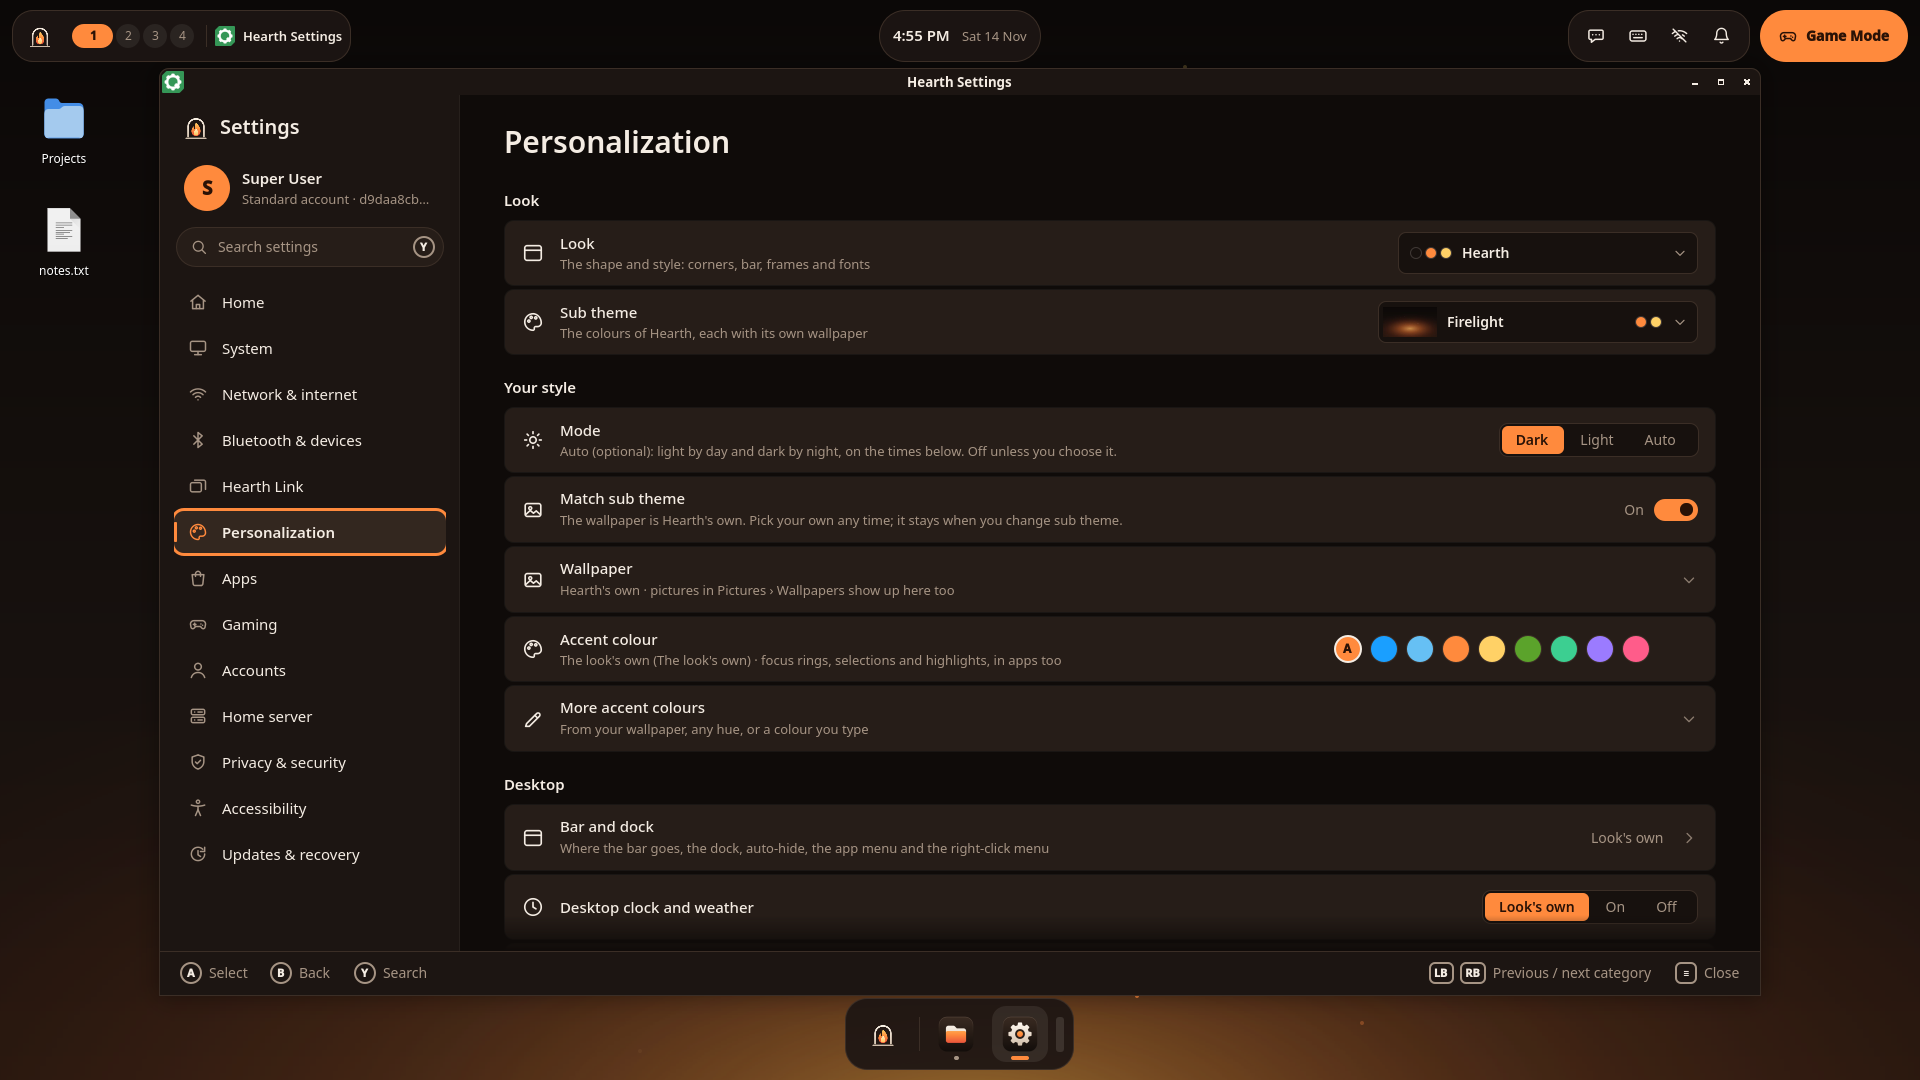 1 2 3 4 Hearth Settings
4:55 PM Sat 14 Nov
Game Mode
Projects
notes.txt
Hearth Settings
Settings
S
Super User
Standard account · d9daa8cb...
Search settings Y
Home
System
Network & internet
Bluetooth & devices
Hearth Link
Personalization
Apps
Gaming
Accounts
Home server
Privacy & security
Accessibility
Updates & recovery
Personalization
Look
Look
The shape and style: corners, bar, frames and fonts
Hearth
Sub theme
The colours of Hearth, each with its own wallpaper
Firelight
Your style
Mode
Auto (optional): light by day and dark by night, on the times below. Off unless you choose it.
Dark Light Auto
Match sub theme
The wallpaper is Hearth's own. Pick your own any time; it stays when you change sub theme.
On
Wallpaper
Hearth's own · pictures in Pictures › Wallpapers show up here too
Accent colour
The look's own (The look's own) · focus rings, selections and highlights, in apps too
A
More accent colours
From your wallpaper, any hue, or a colour you type
Desktop
Bar and dock
Where the bar goes, the dock, auto-hide, the app menu and the right-click menu
Look's own
Desktop clock and weather
Look's own On Off
A Select B Back Y Search
LB RB Previous / next category Close